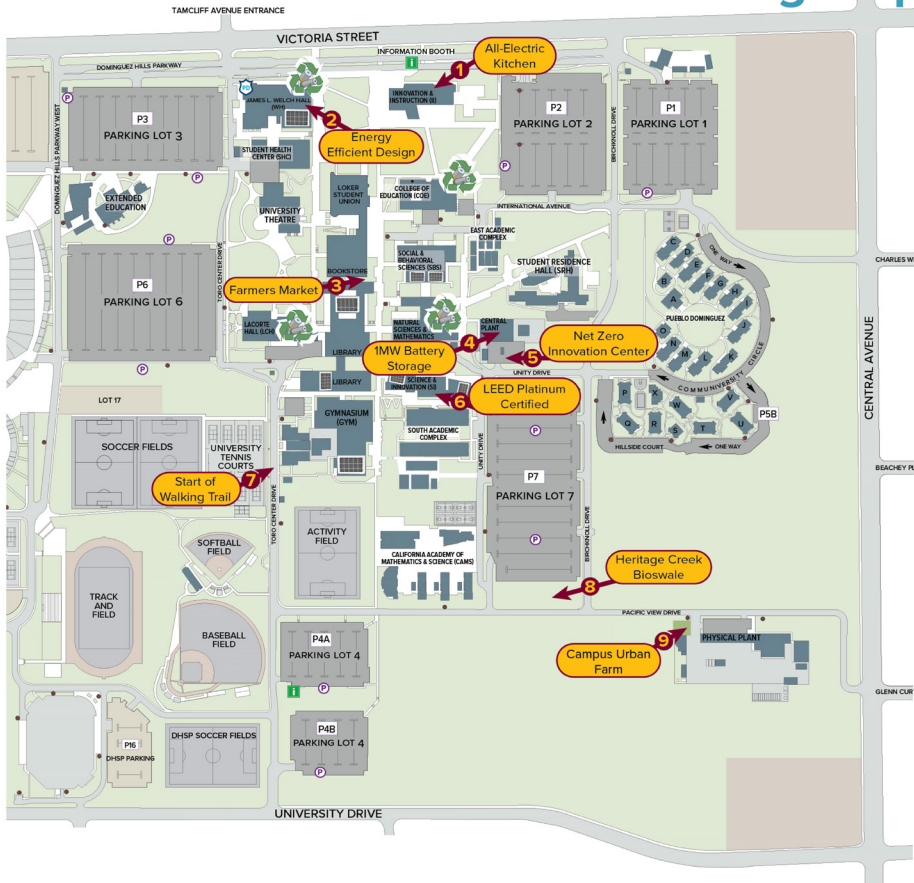 TAMCLIFF AVENUE ENTRANCE
VICTORIA STREET
INFORMATION BOOTH
i
All-Electric
Kitchen
1
DOMINGUEZ HILLS PARKWAY
PD
JAMES L. WELCH HALL
(WH)
INNOVATION &
INSTRUCTION (II)
P
P3
PARKING LOT 3
2
Energy
Efficient Design
P2
PARKING LOT 2
P1
PARKING LOT 1
BIRCHKNOLL DRIVE
DOMINGUEZ HILLS PARKWAY WEST
STUDENT HEALTH
CENTER (SHC)
P
P
P
EXTENDED
EDUCATION
LOKER
STUDENT
UNION
COLLEGE OF
EDUCATION (COE)
UNIVERSITY
THEATRE
INTERNATIONAL AVENUE
EAST ACADEMIC
COMPLEX
P
TORO CENTER DRIVE
SOCIAL &
BEHAVIORAL
SCIENCES (SBS)
STUDENT RESIDENCE
HALL (SRH)
BOOKSTORE
P6
PARKING LOT 6
Farmers Market
3
ONE WAY
CHARLES W
C
D
E
F
G
H
I
B
A
PUEBLO DOMINGUEZ
J
O
N
M
L
K
COMMUNIVERSITY CIRCLE
CENTRAL AVENUE
LACORTE
HALL (LCH)
NATURAL
SCIENCES &
MATHEMATICS
CENTRAL
PLANT
4
1MW Battery
Storage
5
Net Zero
Innovation Center
LIBRARY
P
UNITY DRIVE
LIBRARY
SCIENCE &
INNOVATION (SI)
6
LEED Platinum
Certified
LOT 17
P
X
W
V
Q
R
S
T
U
P5B
HILLSIDE COURT
ONE WAY
GYMNASIUM
(GYM)
SOUTH ACADEMIC
COMPLEX
UNITY DRIVE
P
SOCCER FIELDS
UNIVERSITY
TENNIS
COURTS
7
Start of
Walking Trail
P7
PARKING LOT 7
BEACHEY PL
TORO CENTER DRIVE
BIRCHKNOLL DRIVE
ACTIVITY
FIELD
P
SOFTBALL
FIELD
CALIFORNIA ACADEMY OF
MATHEMATICS & SCIENCE (CAMS)
8
Heritage Creek
Bioswale
TRACK
AND
FIELD
PACIFIC VIEW DRIVE
BASEBALL
FIELD
P4A
PARKING LOT 4
9
Campus Urban
Farm
PHYSICAL PLANT
i
P
GLENN CUR
P4B
PARKING LOT 4
P
P16
DHSP PARKING
DHSP SOCCER FIELDS
UNIVERSITY DRIVE